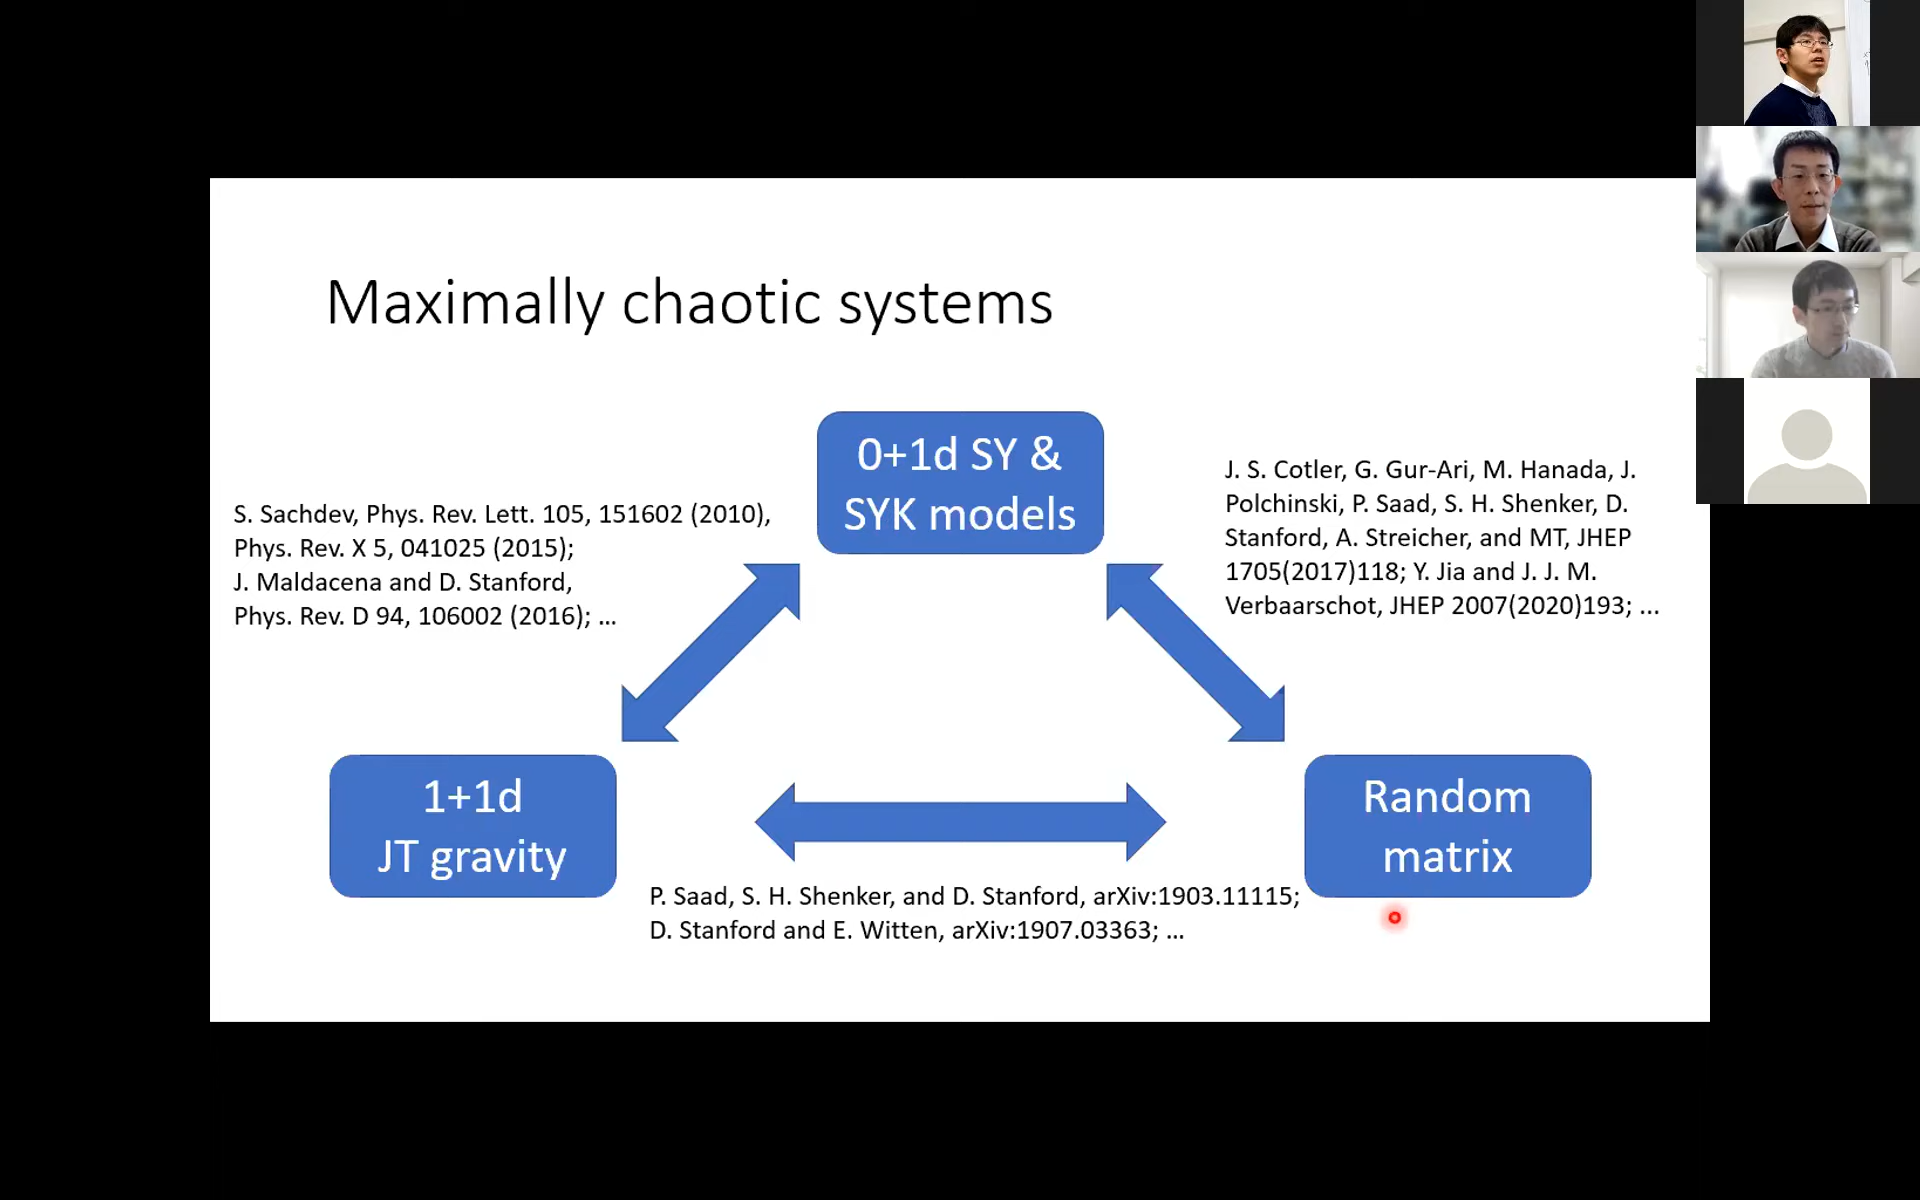 Maximally chaotic systems
0+1d SY &
SYK models
S. Sachdev, Phys. Rev. Lett. 105, 151602 (2010),
Phys. Rev. X 5, 041025 (2015);
J. Maldacena and D. Stanford,
Phys. Rev. D 94, 106002 (2016); ...
J. S. Cotler, G. Gur-Ari, M. Hanada, J.
Polchinski, P. Saad, S. H. Shenker, D.
Stanford, A. Streicher, and MT, JHEP
1705(2017)118; Y. Jia and J. J. M.
Verbaarschot, JHEP 2007(2020)193; ...
1+1d
JT gravity
Random
matrix
P. Saad, S. H. Shenker, and D. Stanford, arXiv:1903.11115;
D. Stanford and E. Witten, arXiv:1907.03363; ...